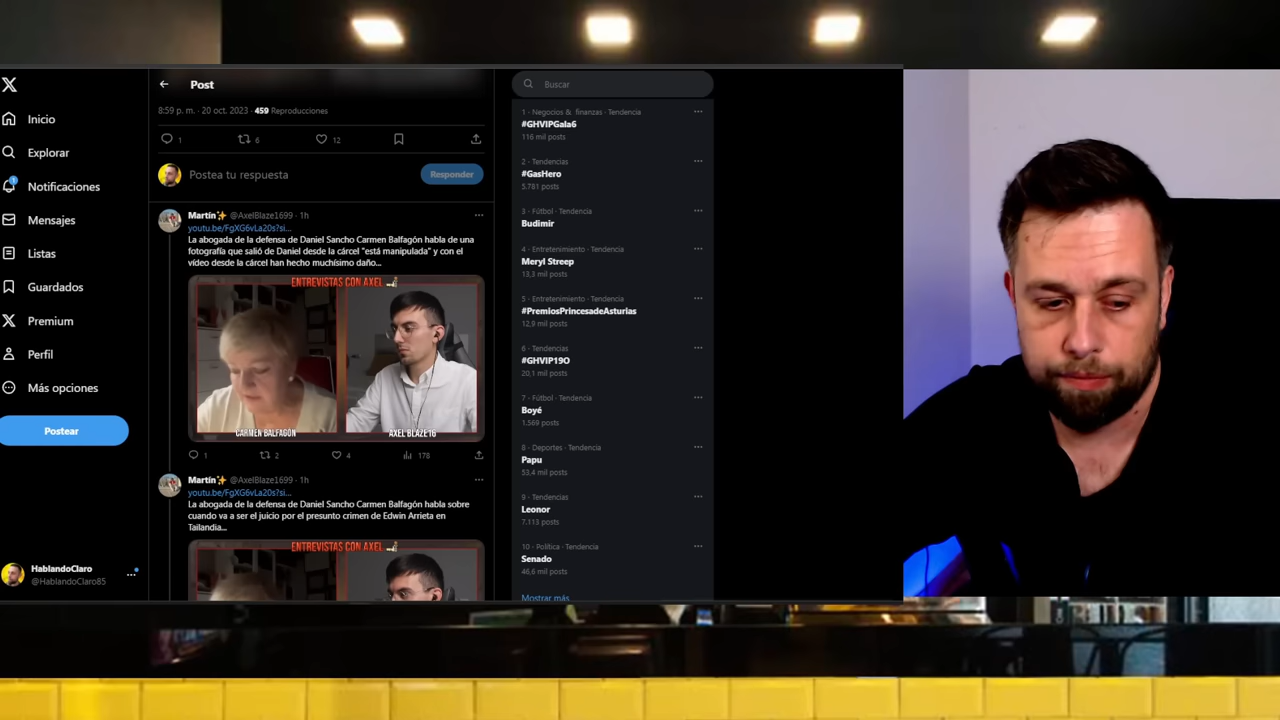 Inicio
Explorar
1
Notificaciones
Mensajes
Listas
Guardados
Premium
Perfil
Más opciones
Postear
HablandoClaro
@HablandoClaro85
Post
8:59 p. m. · 20 oct. 2023 · 459 Reproducciones
1
6
12
Postea tu respuesta
Responder
Martín✨ @AxelBlaze1699 · 1h
youtu.be/FgXG6vLa20s?si...
La abogada de la defensa de Daniel Sancho Carmen Balfagón habla de una
fotografía que salió de Daniel desde la cárcel "está manipulada" y con el
vídeo desde la cárcel han hecho muchísimo daño...
ENTREVISTAS CON AXEL
CARMEN BALFAGÓN
AXEL BLAZE16
1
2
4
178
Martín✨ @AxelBlaze1699 · 1h
youtu.be/FgXG6vLa20s?si...
La abogada de la defensa de Daniel Sancho Carmen Balfagón habla sobre
cuando va a ser el juicio por el presunto crimen de Edwin Arrieta en
Tailandia...
ENTREVISTAS CON AXEL
Buscar
1 · Negocios & finanzas · Tendencia
#GHVIPGala6
116 mil posts
2 · Tendencias
#GasHero
5.781 posts
3 · Fútbol · Tendencia
Budimir
4 · Entretenimiento · Tendencia
Meryl Streep
13,3 mil posts
5 · Entretenimiento · Tendencia
#PremiosPrincesadeAsturias
12,9 mil posts
6 · Tendencias
#GHVIP19O
20,1 mil posts
7 · Fútbol · Tendencia
Boyé
1.569 posts
8 · Deportes · Tendencia
Papu
53,4 mil posts
9 · Tendencias
Leonor
7.113 posts
10 · Política · Tendencia
Senado
46,6 mil posts
Mostrar más